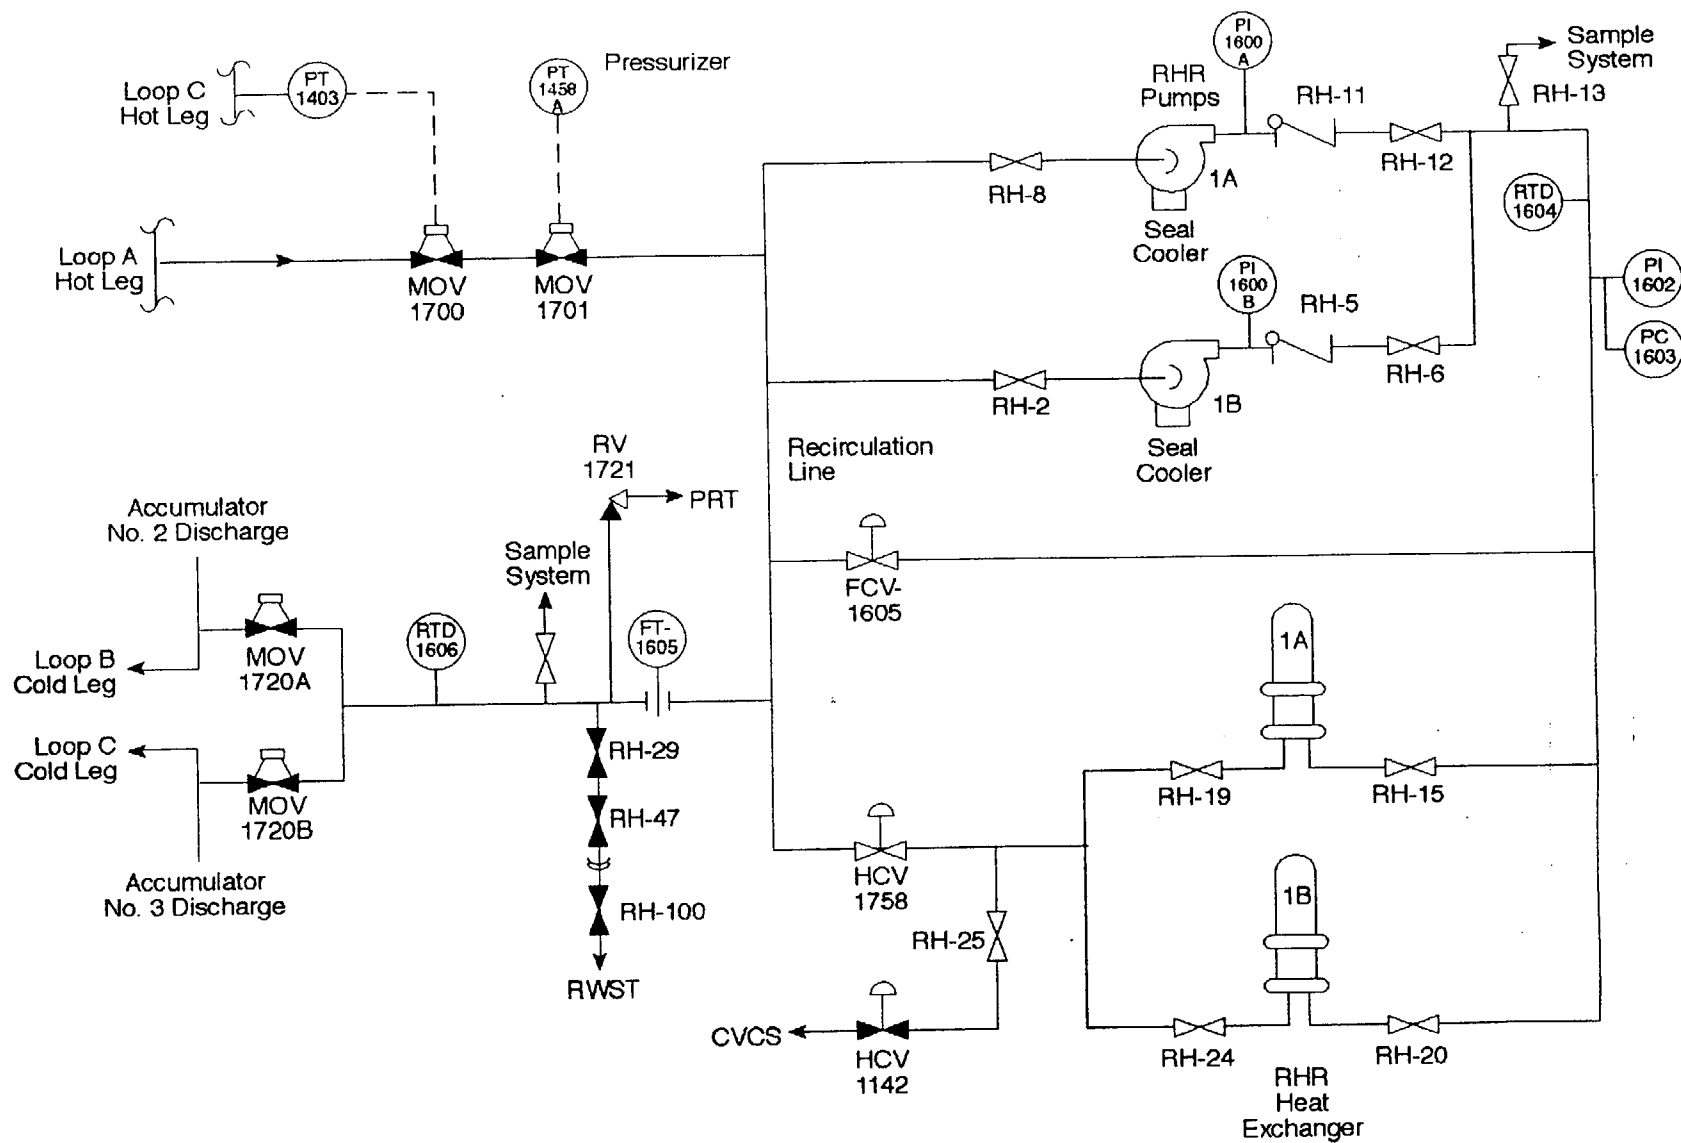 PI
1600
A
Sample
System
Pressurizer
PT
1403
PT
1458
A
RHR
Pumps
RH-11
RH-13
Loop C
Hot Leg
RH-12
RH-8
1A
RTD
1604
Seal
Cooler
Loop A
Hot Leg
MOV
1700
MOV
1701
PI
1600
B
RH-5
PI
1602
PC
1603
RH-6
RH-2
1B
Seal
Cooler
Recirculation
Line
RV
1721
PRT
Accumulator
No. 2 Discharge
Sample
System
FCV-
1605
RTD
1606
FT-
1605
1A
Loop B
Cold Leg
MOV
1720A
Loop C
Cold Leg
RH-29
MOV
1720B
RH-47
RH-19
RH-15
Accumulator
No. 3 Discharge
HCV
1758
RH-100
1B
RH-25
RWST
CVCS
HCV
1142
RH-24
RH-20
RHR
Heat
Exchanger